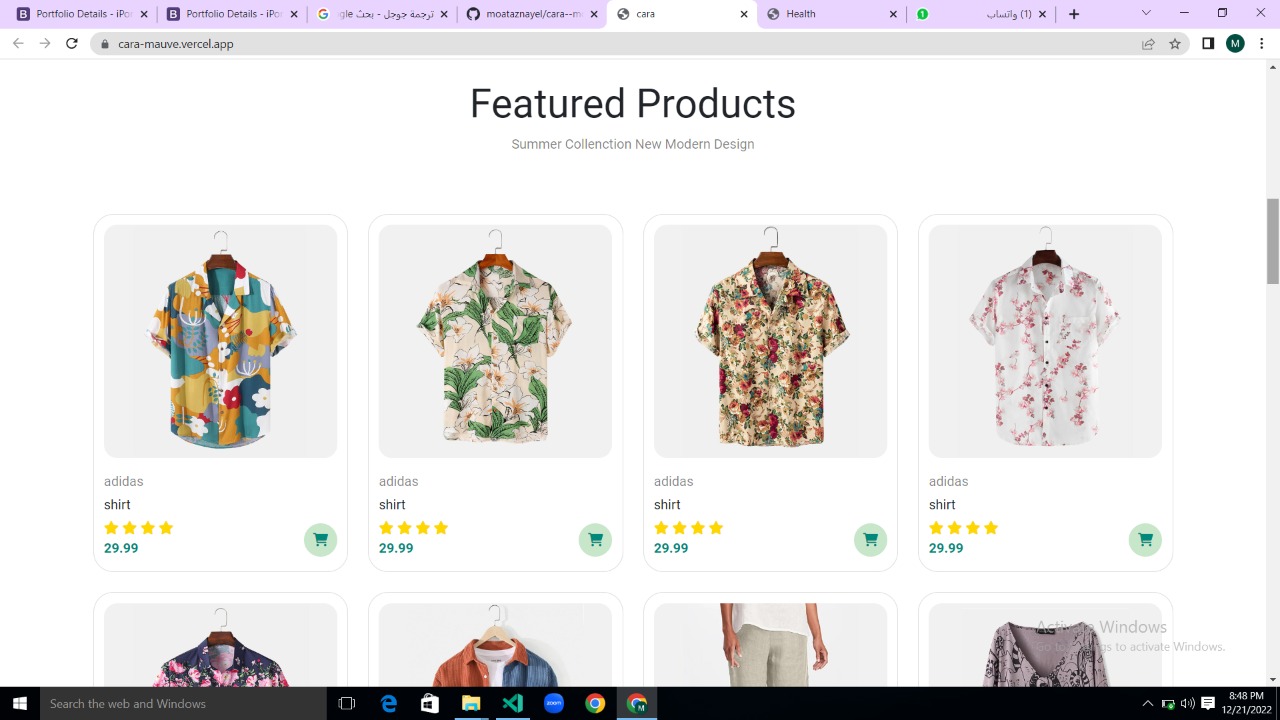 Portfolio Details - iPo
Portfolio Details - iPo
ترجمة جوجل - بحث gle
moataznayel/cara--m
cara
Health
(1) واتساب
cara-mauve.vercel.app
M
Featured Products
Summer Collenction New Modern Design
adidas
shirt
29.99
adidas
shirt
29.99
adidas
shirt
29.99
adidas
shirt
29.99
Activate Windows
Go to Settings to activate Windows.
Search the web and Windows
zoom
8:48 PM
12/21/2022